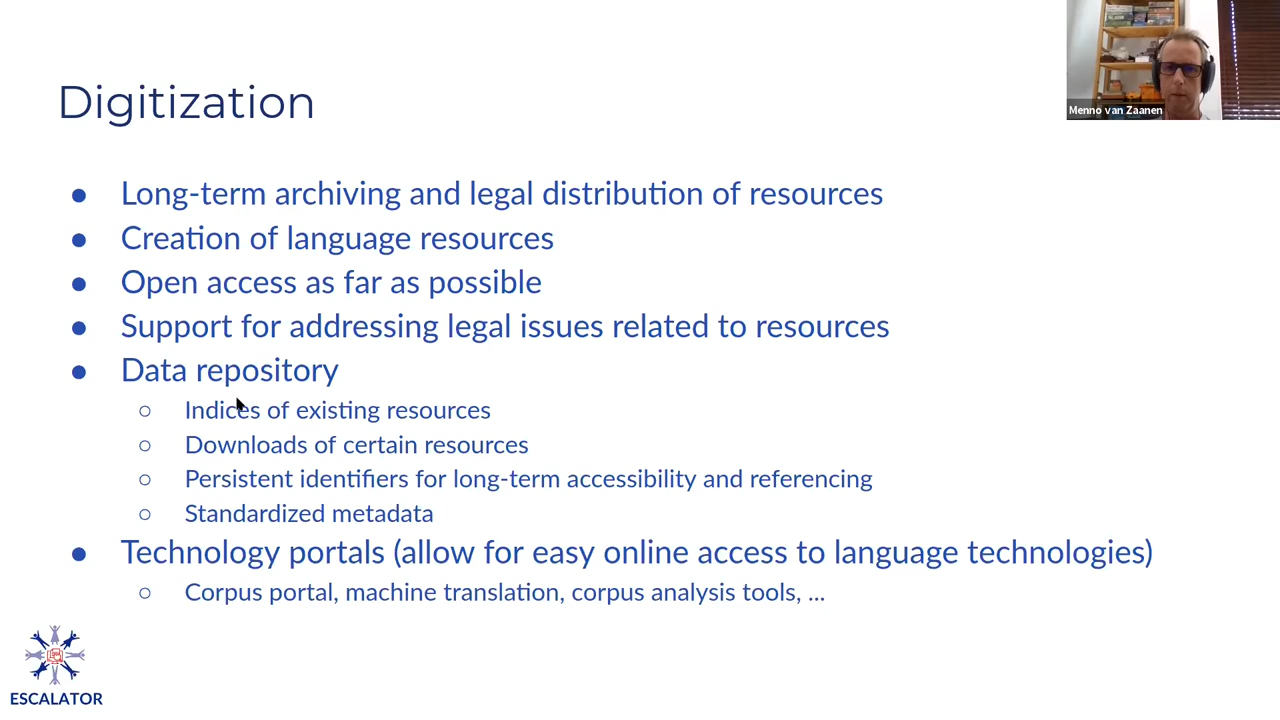 Menno van Zaanen
Digitization
● Long-term archiving and legal distribution of resources
● Creation of language resources
● Open access as far as possible
● Support for addressing legal issues related to resources
● Data repository
○ Indices of existing resources
○ Downloads of certain resources
○ Persistent identifiers for long-term accessibility and referencing
○ Standardized metadata
● Technology portals (allow for easy online access to language technologies)
○ Corpus portal, machine translation, corpus analysis tools, ...
ESCALATOR